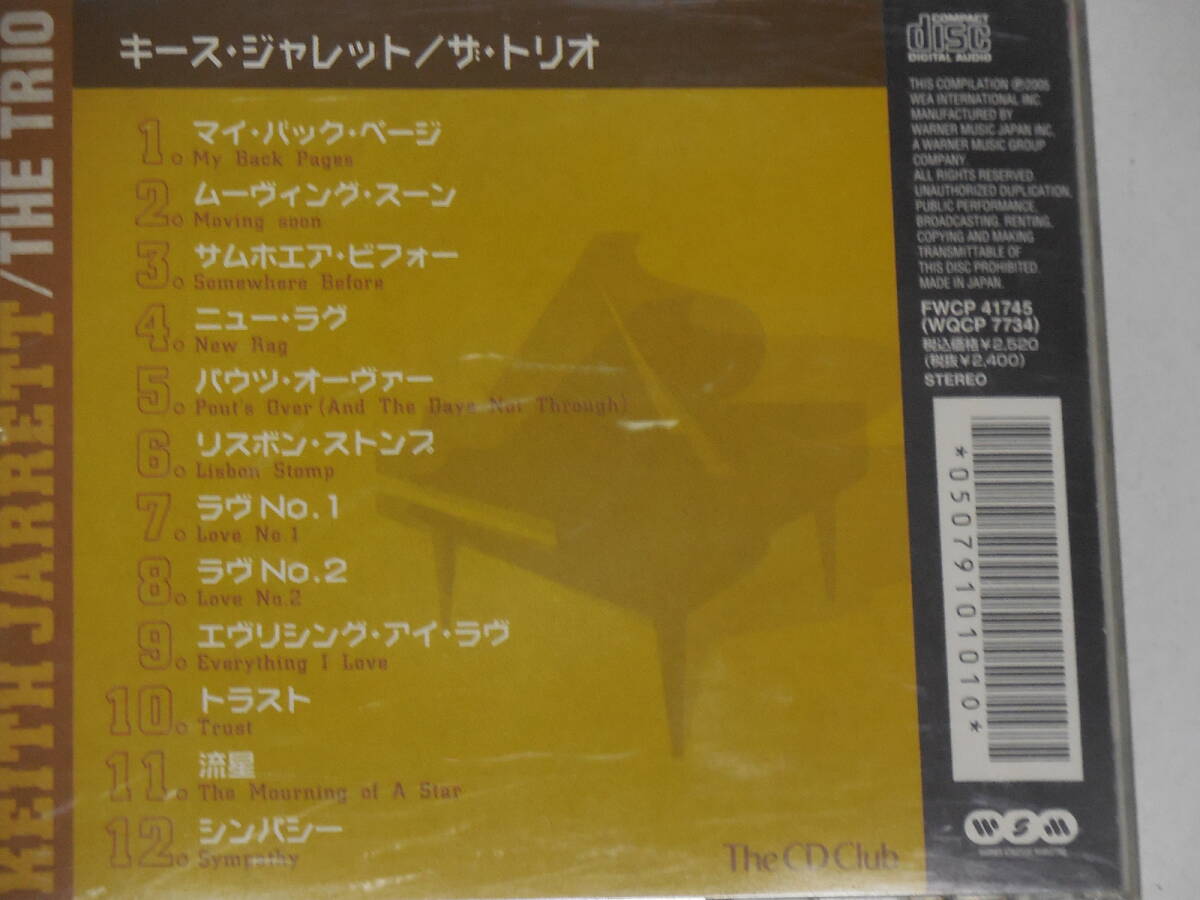 KEITH JARRETT/THE TRIO
キース・ジャレット/ザ・トリオ
1. マイ・バック・ページ
My Back Pages
2. ムーヴィング・スーン
Moving soon
3. サムホエア・ビフォー
Somewhere Before
4. ニュー・ラグ
New Rag
5. パウツ・オーヴァー
Pout's Over (And The Days Not Through)
6. リスボン・ストンプ
Lisbon Stomp
7. ラヴ No.1
Love No.1
8. ラヴ No.2
Love No.2
9. エヴリシング・アイ・ラヴ
Everything I Love
10. トラスト
Trust
11. 流星
The Mourning of A Star
12. シンパシー
Sympathy
The CD Club
COMPACT
disc
DIGITAL AUDIO
THIS COMPILATION ℗2005
WEA INTERNATIONAL INC.
MANUFACTURED BY
WARNER MUSIC JAPAN INC.
A WARNER MUSIC GROUP
COMPANY.
ALL RIGHTS RESERVED.
UNAUTHORIZED DUPLICATION,
PUBLIC PERFORMANCE,
BROADCASTING, RENTING,
COPYING AND MAKING
TRANSMITTABLE OF
THIS DISC PROHIBITED.
MADE IN JAPAN.
FWCP 41745
(WQCP 7734)
税込価格¥2,520
(税抜¥2,400)
STEREO
*0507910101010*
WSM